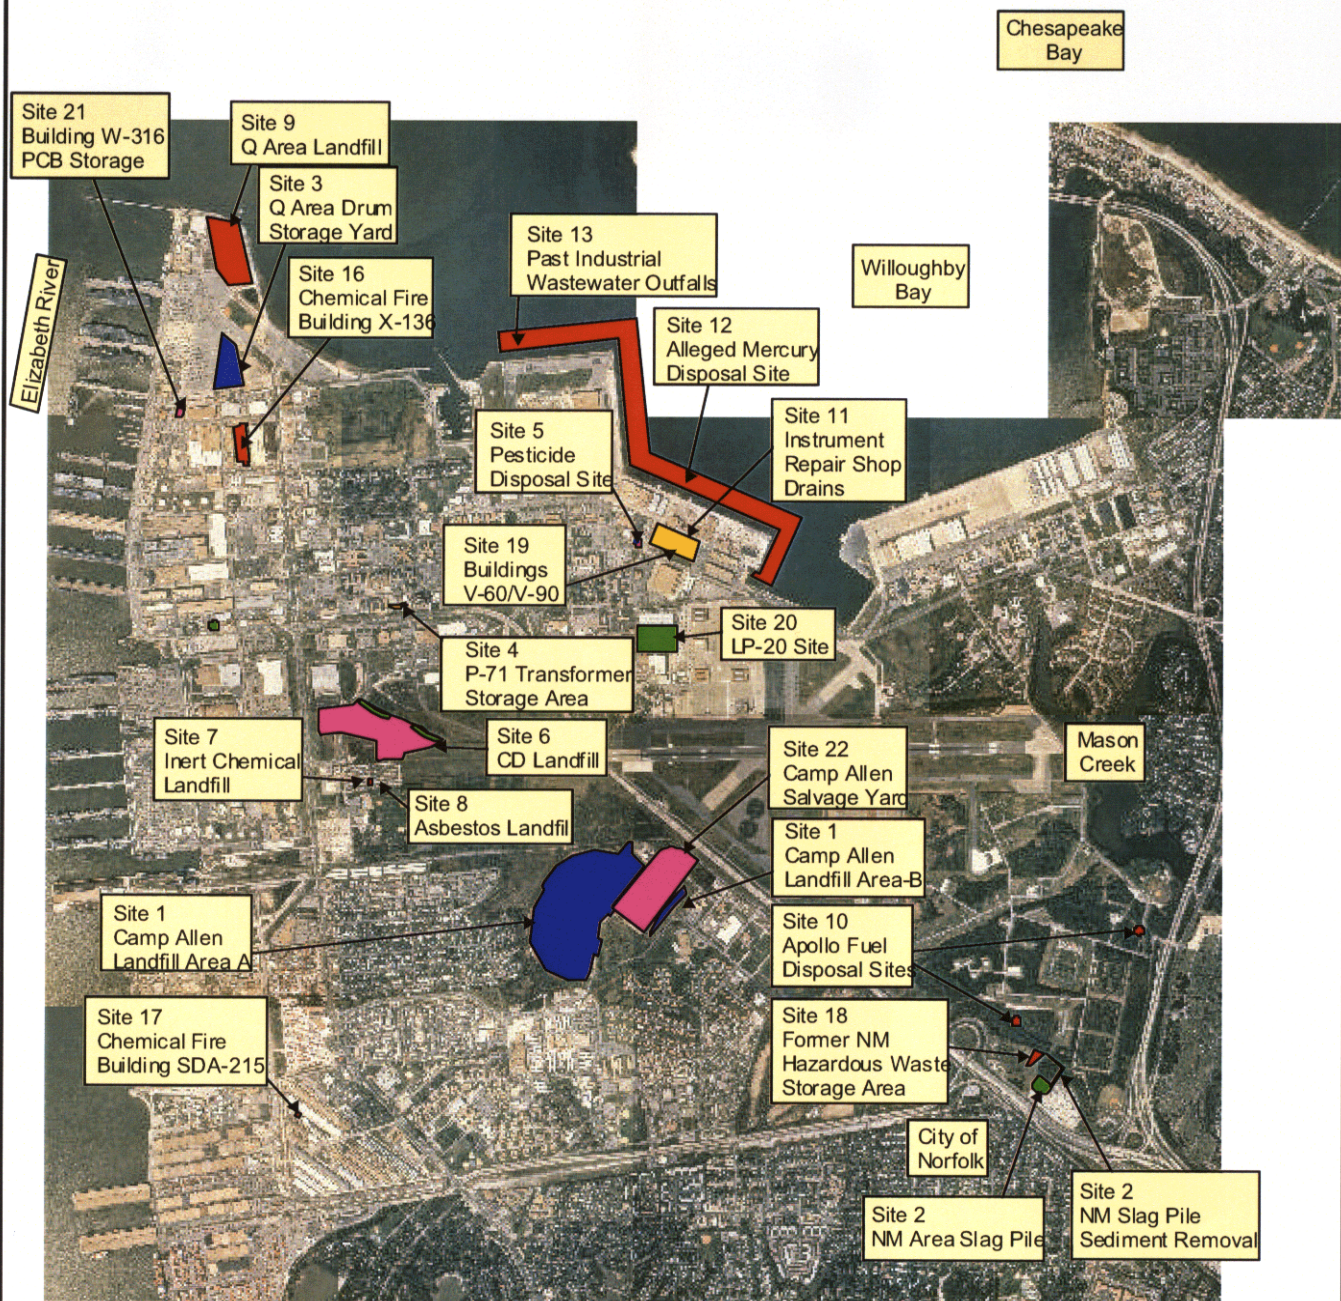 Chesapeake
Bay
Site 21
Building W-316
PCB Storage
Site 9
Q Area Landfill
Site 3
Q Area Drum
Storage Yard
Site 16
Chemical Fire
Building X-136
Elizabeth River
Site 13
Past Industrial
Wastewater Outfalls
Willoughby
Bay
Site 12
Alleged Mercury
Disposal Site
Site 11
Instrument
Repair Shop
Drains
Site 5
Pesticide
Disposal Site
Site 19
Buildings
V-60/V-90
Site 20
LP-20 Site
Site 4
P-71 Transformer
Storage Area
Site 7
Inert Chemical
Landfill
Site 6
CD Landfill
Site 22
Camp Allen
Salvage Yard
Mason
Creek
Site 8
Asbestos Landfil
Site 1
Camp Allen
Landfill Area-B
Site 1
Camp Allen
Landfill Area A
Site 10
Apollo Fuel
Disposal Sites
Site 17
Chemical Fire
Building SDA-215
Site 18
Former NM
Hazardous Waste
Storage Area
City of
Norfolk
Site 2
NM Area Slag Pile
Site 2
NM Slag Pile
Sediment Removal